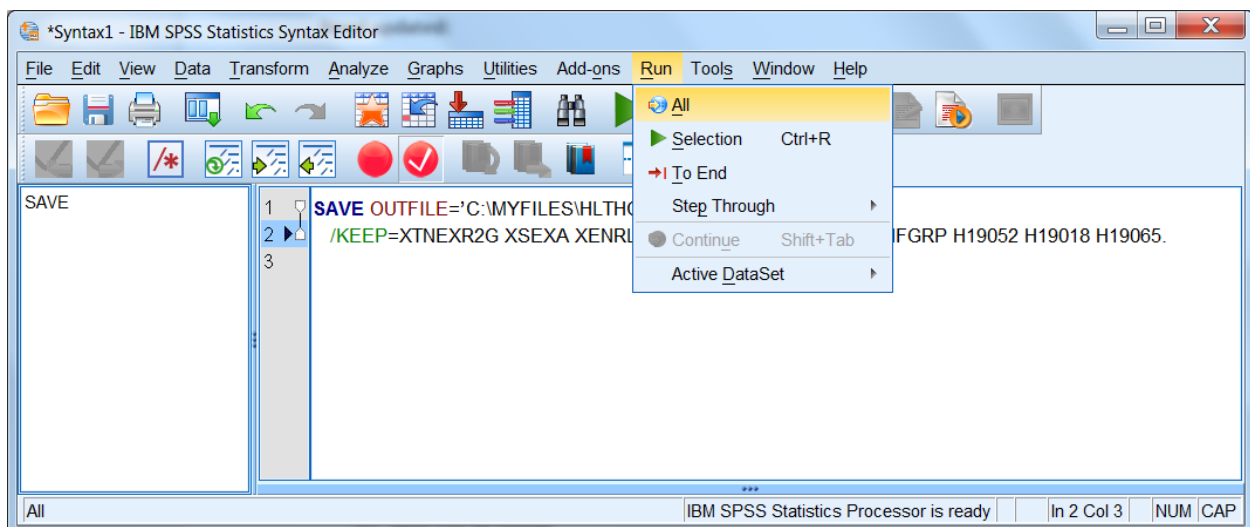 *Syntax1 - IBM SPSS Statistics Syntax Editor
File Edit View Data Transform Analyze Graphs Utilities Add-ons Run Tools Window Help
All
Selection Ctrl+R
To End
Step Through
Continue Shift+Tab
Active DataSet
SAVE
1 SAVE OUTFILE='C:\MYFILES\HLTH
2 /KEEP=XTNEXR2G XSEXA XENRL FGRP H19052 H19018 H19065.
3
All IBM SPSS Statistics Processor is ready In 2 Col 3 NUM CAP